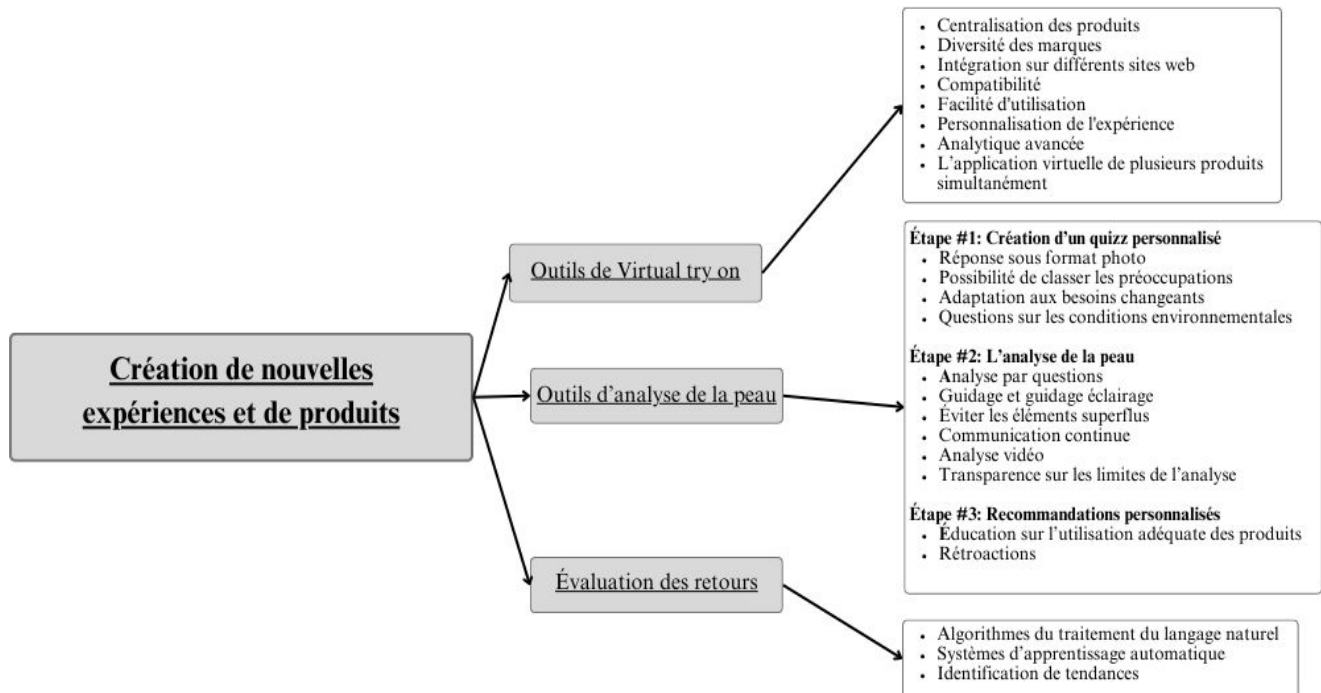 Création de nouvelles
expériences et de produits
Outils de Virtual try on
• Centralisation des produits
• Diversité des marques
• Intégration sur différents sites web
• Compatibilité
• Facilité d'utilisation
• Personnalisation de l'expérience
• Analytique avancée
• L'application virtuelle de plusieurs produits
simultanément
Outils d'analyse de la peau
Étape #1: Création d'un quizz personnalisé
• Réponse sous format photo
• Possibilité de classer les préoccupations
• Adaptation aux besoins changeants
• Questions sur les conditions environnementales
Étape #2: L'analyse de la peau
• Analyse par questions
• Guidage et guidage éclairage
• Éviter les éléments superflus
• Communication continue
• Analyse vidéo
• Transparence sur les limites de l'analyse
Étape #3: Recommandations personnalisés
• Éducation sur l'utilisation adéquate des produits
• Rétroactions
Évaluation des retours
• Algorithmes du traitement du langage naturel
• Systèmes d'apprentissage automatique
• Identification de tendances